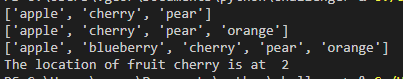 ['apple', 'cherry', 'pear']
['apple', 'cherry', 'pear', 'orange']
['apple', 'blueberry', 'cherry', 'pear', 'orange']
The location of fruit cherry is at  2